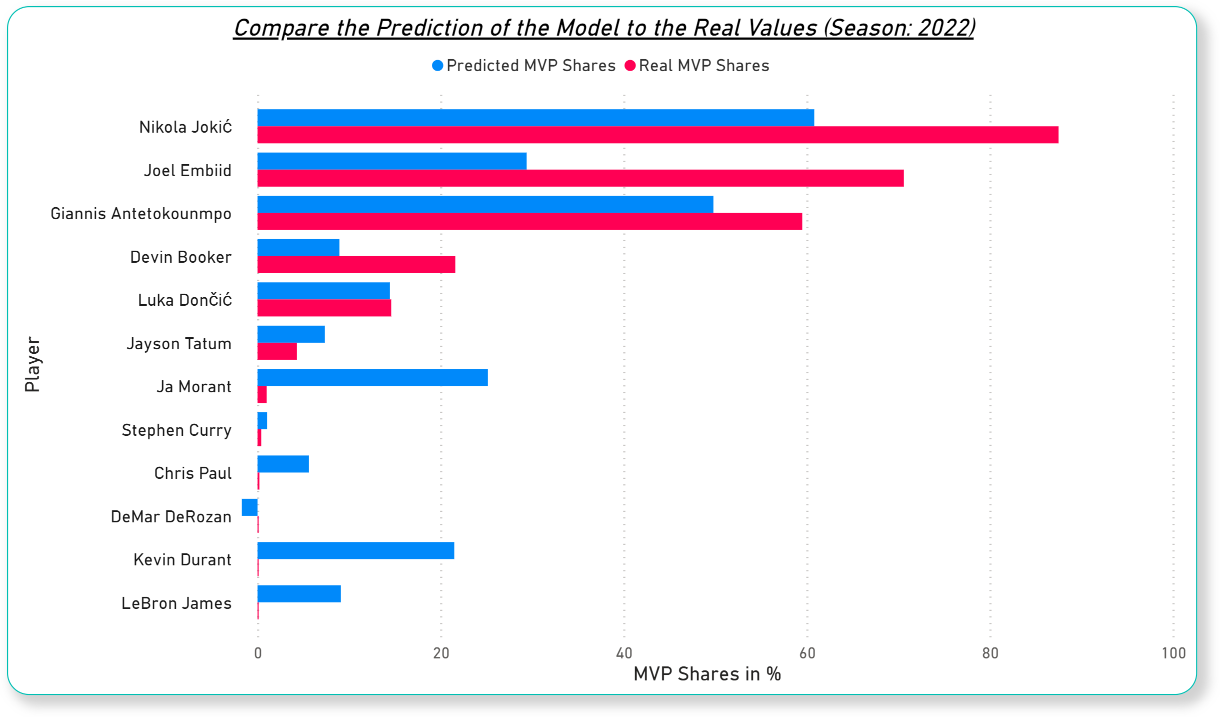 Compare the Prediction of the Model to the Real Values (Season: 2022)
Predicted MVP Shares Real MVP Shares
Player
Nikola Jokić
Joel Embiid
Giannis Antetokounmpo
Devin Booker
Luka Dončić
Jayson Tatum
Ja Morant
Stephen Curry
Chris Paul
DeMar DeRozan
Kevin Durant
LeBron James
0 20 40 60 80 100
MVP Shares in %